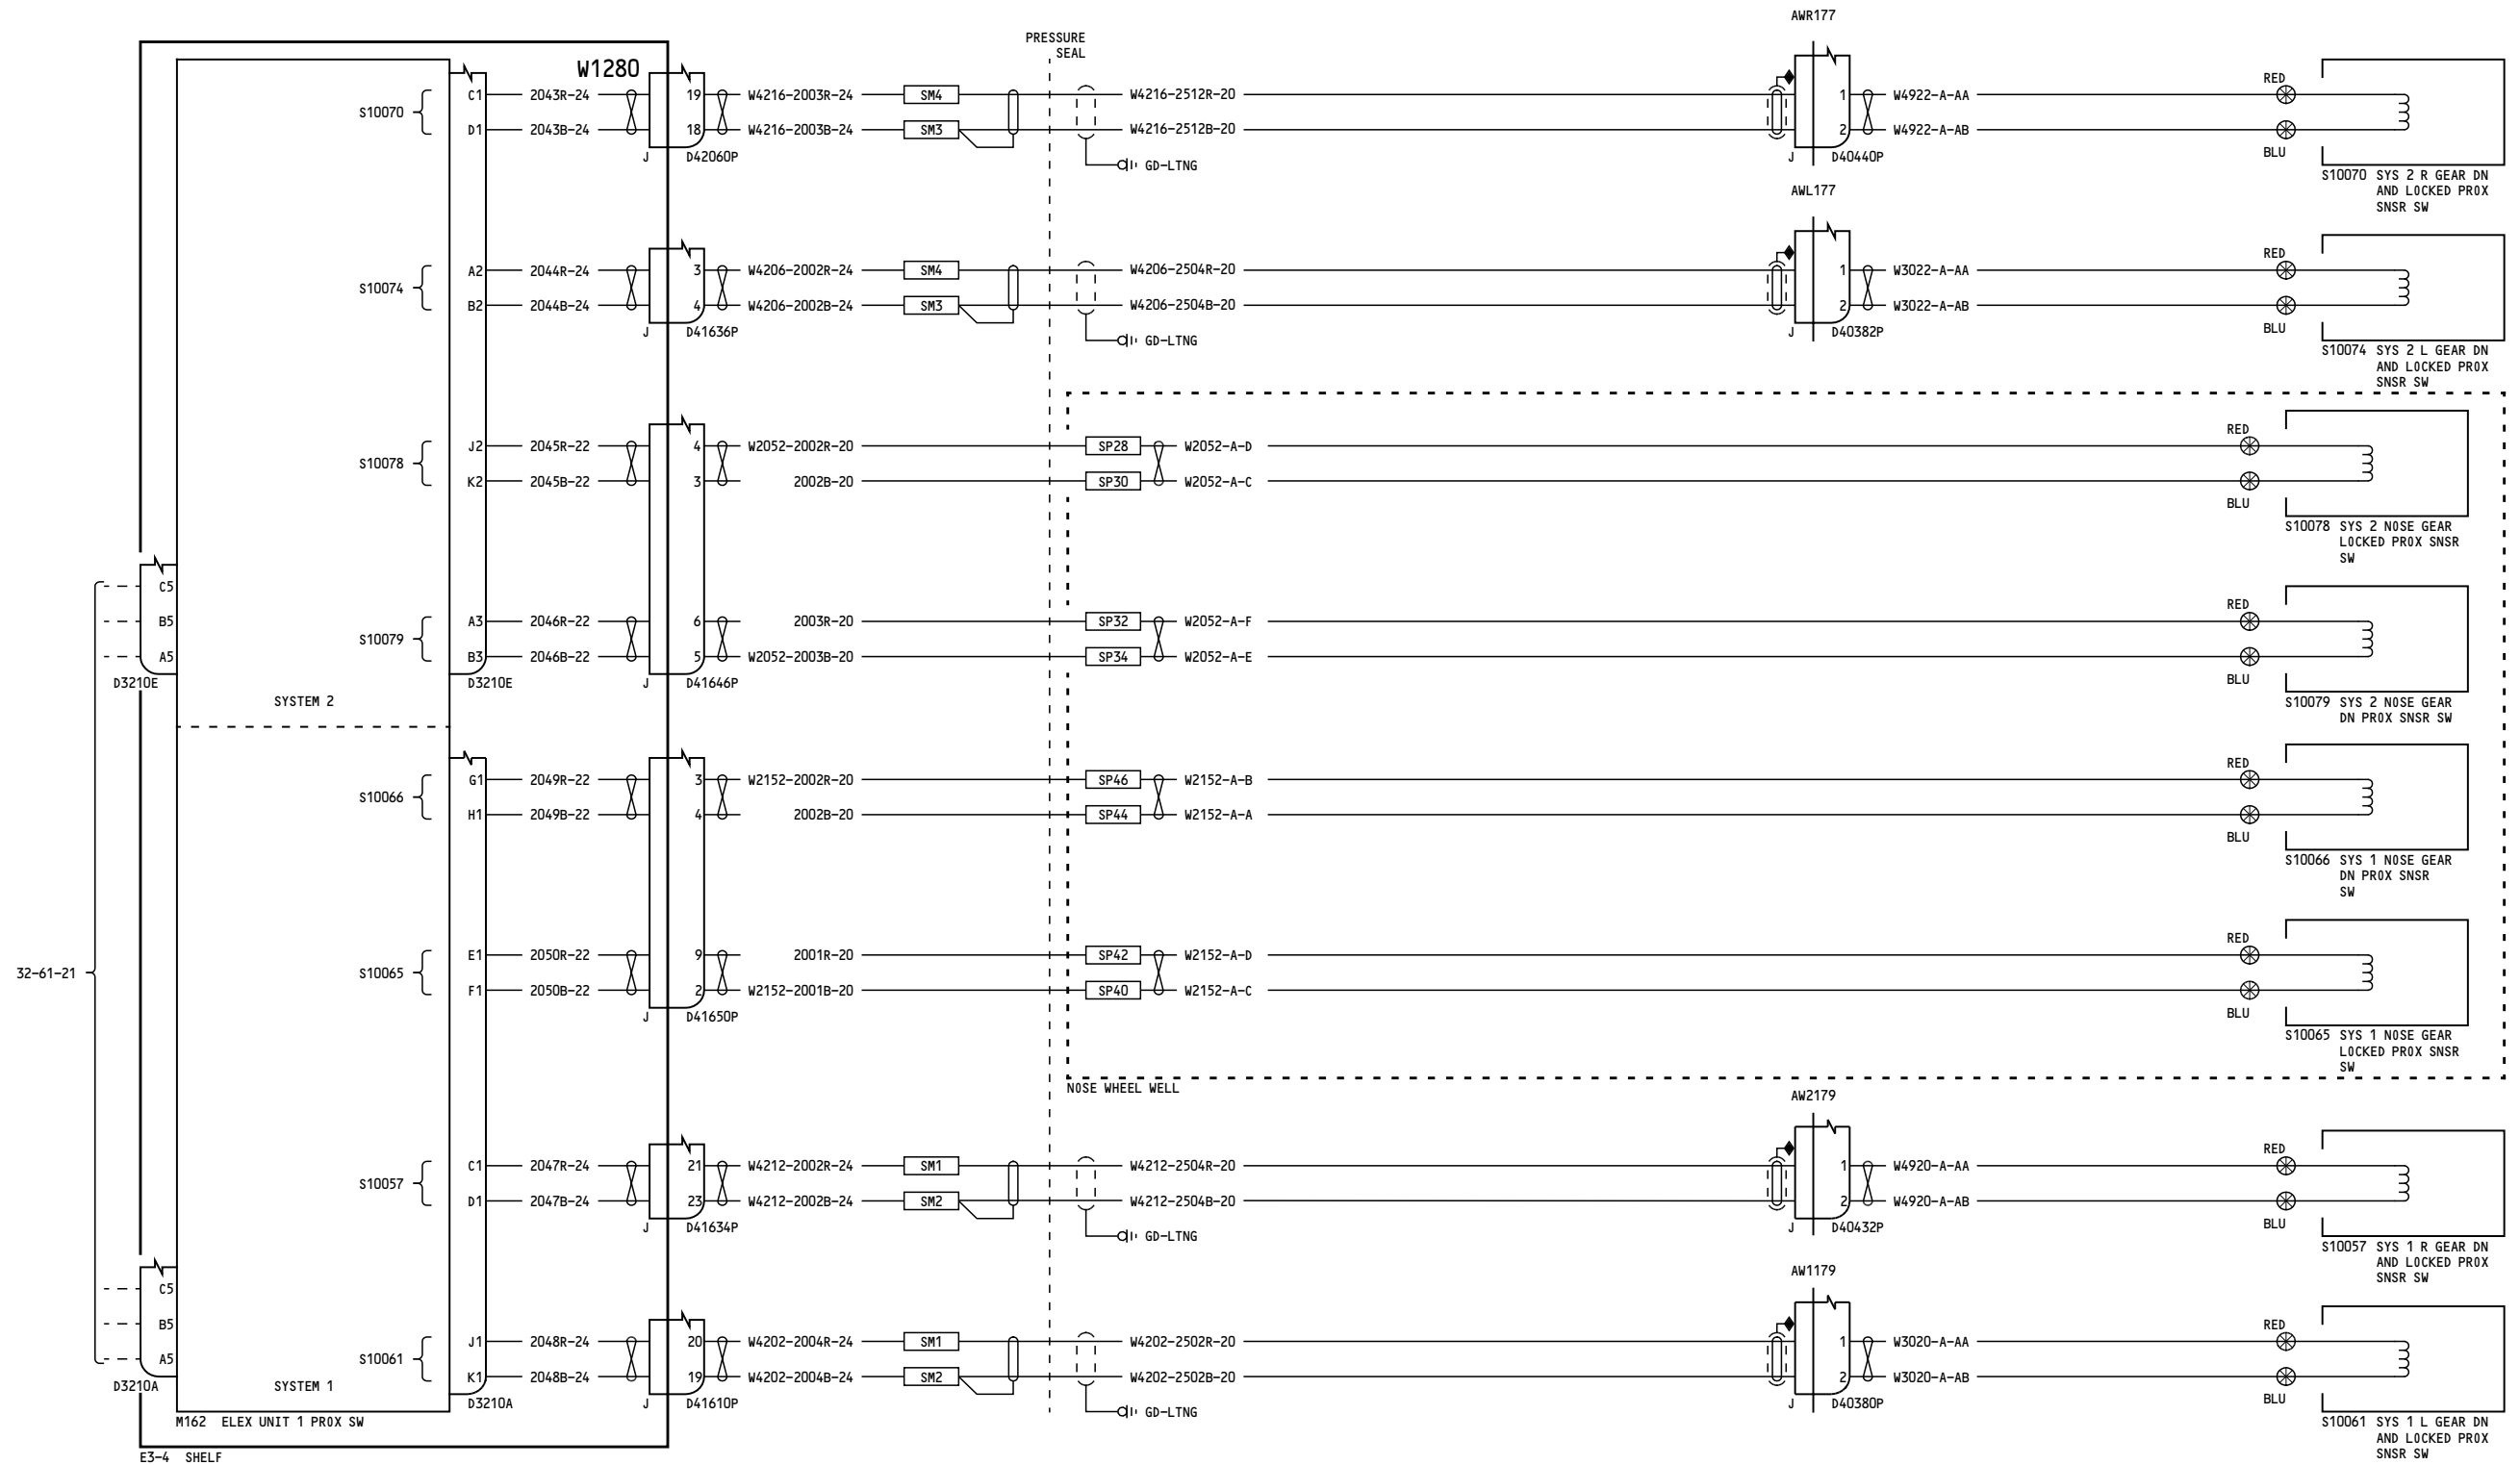 AWR177
PRESSURE
SEAL
W1280
S10070
C1 2043R-24 19 W4216-2003R-24 SM4 W4216-2512R-20 1 W4922-A-AA RED
D1 2043B-24 18 W4216-2003B-24 SM3 W4216-2512B-20 2 W4922-A-AB BLU
J D42060P GD-LTNG J D40440P
S10070 SYS 2 R GEAR DN
AND LOCKED PROX
SNSR SW
AWL177
S10074
A2 2044R-24 3 W4206-2002R-24 SM4 W4206-2504R-20 1 W3022-A-AA RED
B2 2044B-24 4 W4206-2002B-24 SM3 W4206-2504B-20 2 W3022-A-AB BLU
J D41636P GD-LTNG J D40382P
S10074 SYS 2 L GEAR DN
AND LOCKED PROX
SNSR SW
S10078
J2 2045R-22 4 W2052-2002R-20 SP28 W2052-A-D RED
K2 2045B-22 3 2002B-20 SP30 W2052-A-C BLU
S10078 SYS 2 NOSE GEAR
LOCKED PROX SNSR
SW
C5
B5
A5
D3210E
S10079
A3 2046R-22 6 2003R-20 SP32 W2052-A-F RED
B3 2046B-22 5 W2052-2003B-20 SP34 W2052-A-E BLU
D3210E J D41646P
S10079 SYS 2 NOSE GEAR
DN PROX SNSR SW
SYSTEM 2
S10066
G1 2049R-22 3 W2152-2002R-20 SP46 W2152-A-B RED
H1 2049B-22 4 2002B-20 SP44 W2152-A-A BLU
S10066 SYS 1 NOSE GEAR
DN PROX SNSR
SW
32-61-21
S10065
E1 2050R-22 9 2001R-20 SP42 W2152-A-D RED
F1 2050B-22 2 W2152-2001B-20 SP40 W2152-A-C BLU
J D41650P
S10065 SYS 1 NOSE GEAR
LOCKED PROX SNSR
SW
NOSE WHEEL WELL
AW2179
S10057
C1 2047R-24 21 W4212-2002R-24 SM1 W4212-2504R-20 1 W4920-A-AA RED
D1 2047B-24 23 W4212-2002B-24 SM2 W4212-2504B-20 2 W4920-A-AB BLU
J D41634P GD-LTNG J D40432P
S10057 SYS 1 R GEAR DN
AND LOCKED PROX
SNSR SW
AW1179
C5
B5
A5
D3210A
S10061
J1 2048R-24 20 W4202-2004R-24 SM1 W4202-2502R-20 1 W3020-A-AA RED
K1 2048B-24 19 W4202-2004B-24 SM2 W4202-2502B-20 2 W3020-A-AB BLU
SYSTEM 1
D3210A J D41610P GD-LTNG J D40380P
S10061 SYS 1 L GEAR DN
AND LOCKED PROX
SNSR SW
M162 ELEX UNIT 1 PROX SW
E3-4 SHELF